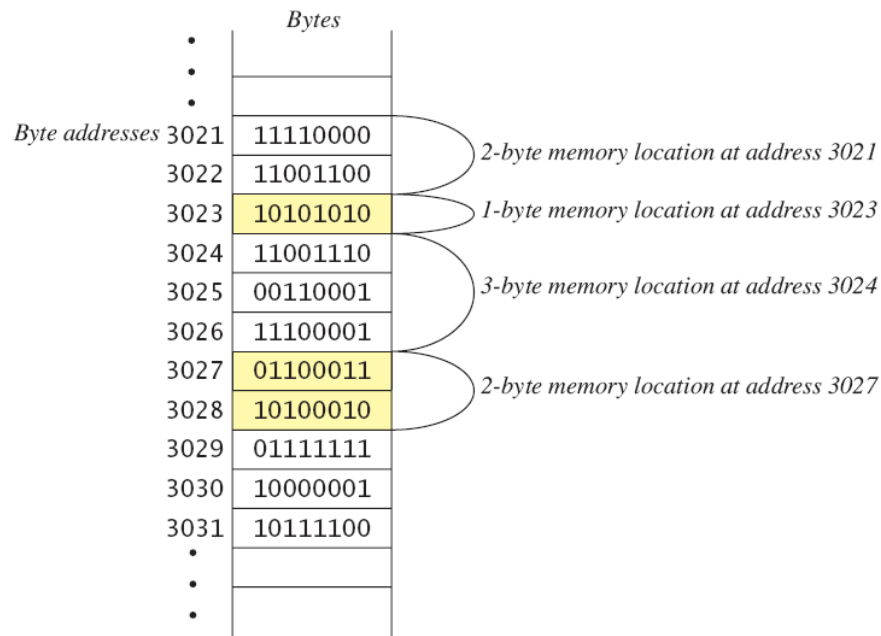 Bytes
Byte addresses 3021 11110000
2-byte memory location at address 3021
3022 11001100
3023 10101010 1-byte memory location at address 3023
3024 11001110
3025 00110001 3-byte memory location at address 3024
3026 11100001
3027 01100011
2-byte memory location at address 3027
3028 10100010
3029 01111111
3030 10000001
3031 10111100